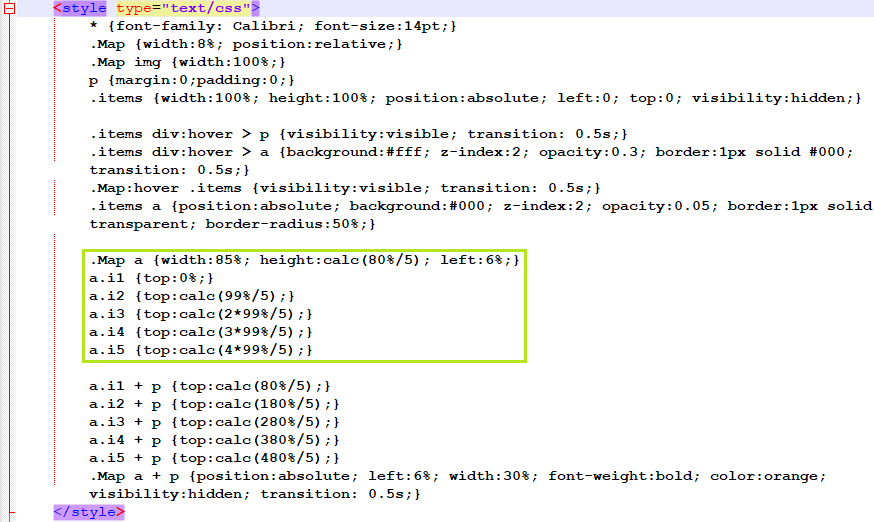 <style type="text/css">
* {font-family: Calibri; font-size:14pt;}
.Map {width:8%; position:relative;}
.Map img {width:100%;}
p {margin:0;padding:0;}
.items {width:100%; height:100%; position:absolute; left:0; top:0; visibility:hidden;}
.items div:hover > p {visibility:visible; transition: 0.5s;}
.items div:hover > a {background:#fff; z-index:2; opacity:0.3; border:1px solid #000;
transition: 0.5s;}
.Map:hover .items {visibility:visible; transition: 0.5s;}
.items a {position:absolute; background:#000; z-index:2; opacity:0.05; border:1px solid
transparent; border-radius:50%;}
.Map a {width:85%; height:calc(80%/5); left:6%;}
a.i1 {top:0%;}
a.i2 {top:calc(99%/5);}
a.i3 {top:calc(2*99%/5);}
a.i4 {top:calc(3*99%/5);}
a.i5 {top:calc(4*99%/5);}
a.i1 + p {top:calc(80%/5);}
a.i2 + p {top:calc(180%/5);}
a.i3 + p {top:calc(280%/5);}
a.i4 + p {top:calc(380%/5);}
a.i5 + p {top:calc(480%/5);}
.Map a + p {position:absolute; left:6%; width:30%; font-weight:bold; color:orange;
visibility:hidden; transition: 0.5s;}
</style>